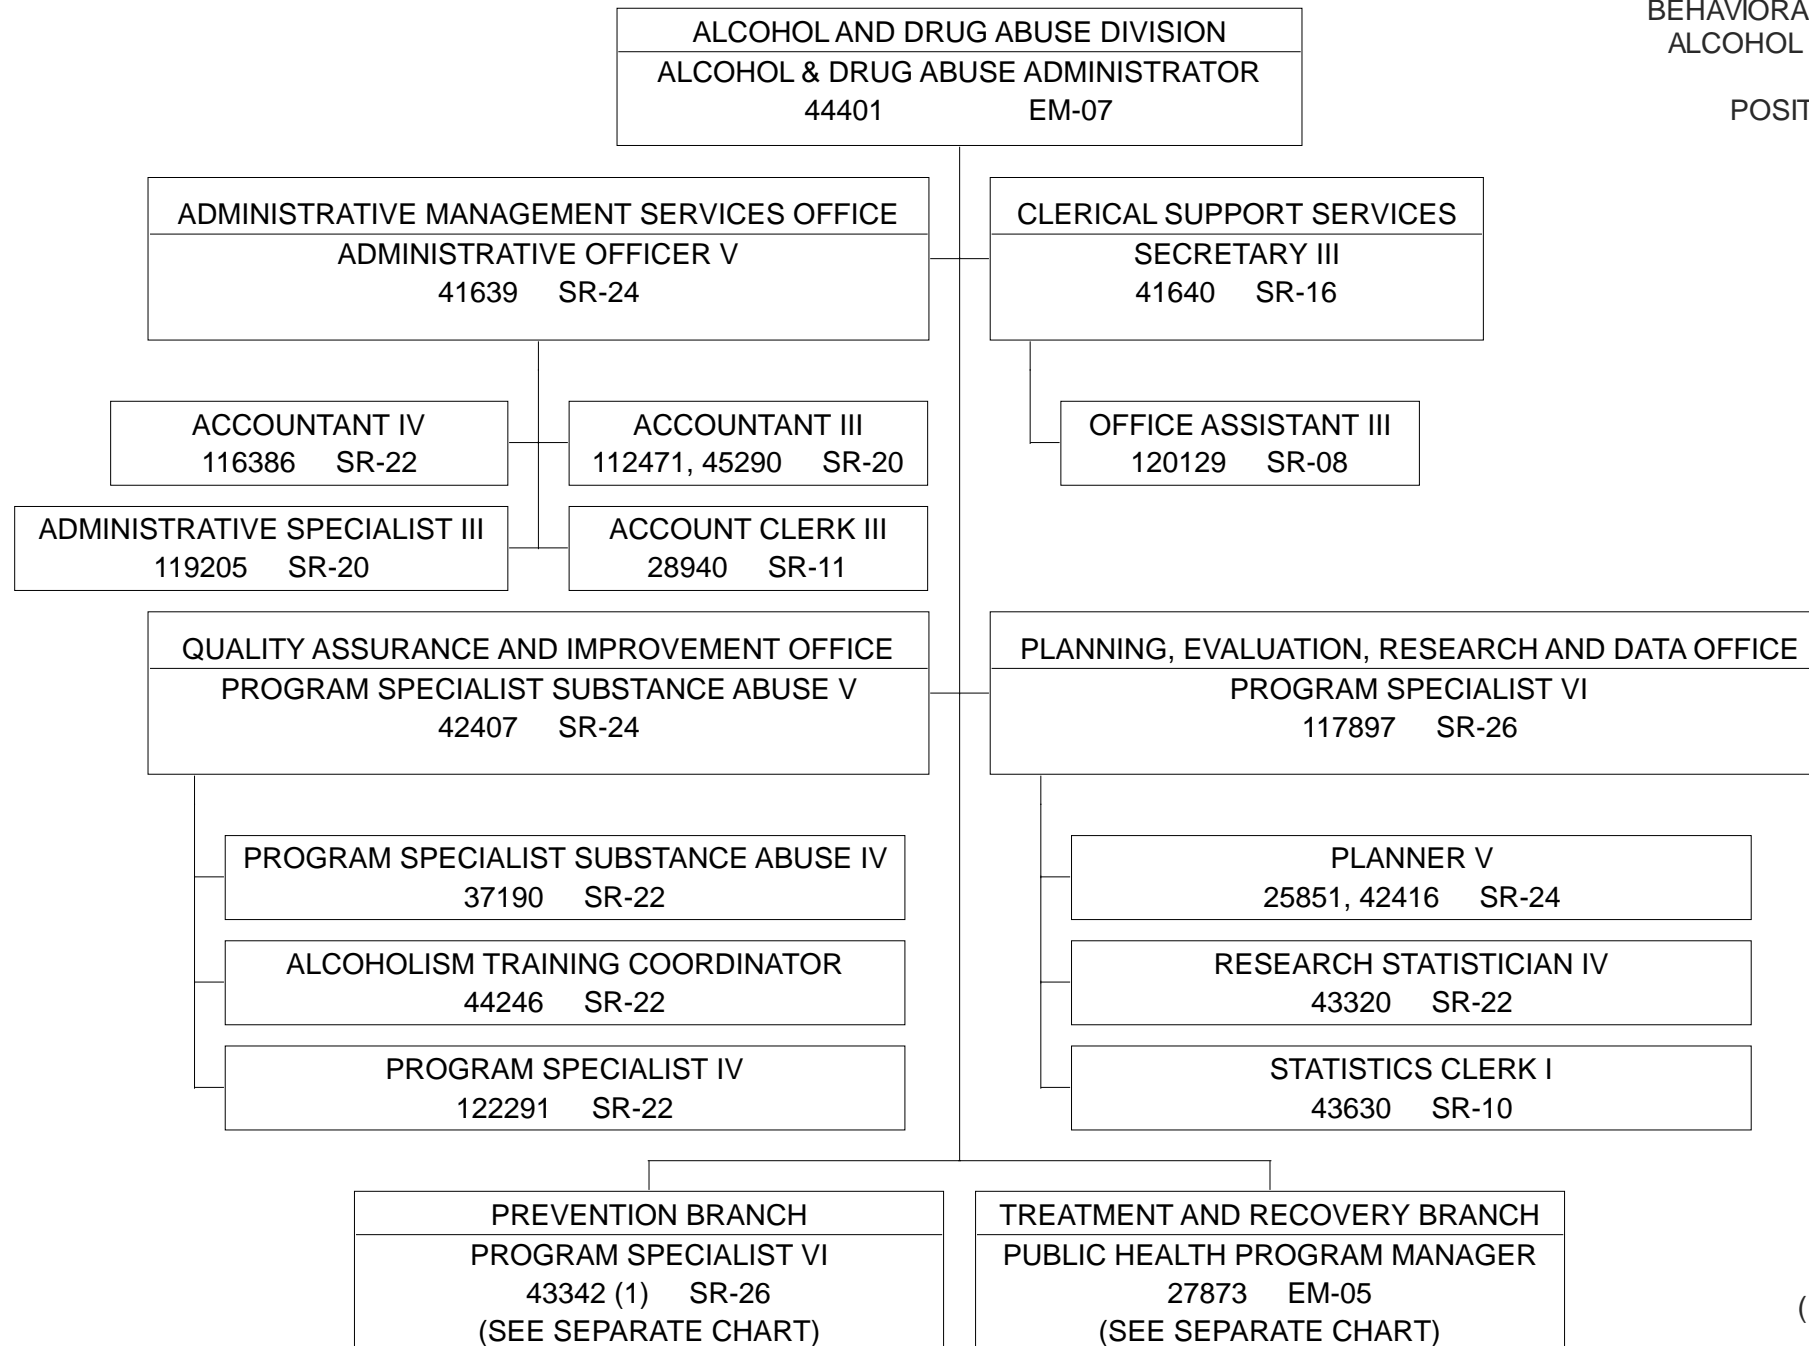 ALCOHOL AND DRUG ABUSE DIVISION
ALCOHOL & DRUG ABUSE ADMINISTRATOR
44401 EM-07
BEHAVIORA
ALCOHOL
POSIT
ADMINISTRATIVE MANAGEMENT SERVICES OFFICE
ADMINISTRATIVE OFFICER V
41639 SR-24
CLERICAL SUPPORT SERVICES
SECRETARY III
41640 SR-16
ACCOUNTANT IV
116386 SR-22
ACCOUNTANT III
112471, 45290 SR-20
OFFICE ASSISTANT III
120129 SR-08
ADMINISTRATIVE SPECIALIST III
119205 SR-20
ACCOUNT CLERK III
28940 SR-11
QUALITY ASSURANCE AND IMPROVEMENT OFFICE
PROGRAM SPECIALIST SUBSTANCE ABUSE V
42407 SR-24
PLANNING, EVALUATION, RESEARCH AND DATA OFFICE
PROGRAM SPECIALIST VI
117897 SR-26
PROGRAM SPECIALIST SUBSTANCE ABUSE IV
37190 SR-22
ALCOHOLISM TRAINING COORDINATOR
44246 SR-22
PROGRAM SPECIALIST IV
122291 SR-22
PLANNER V
25851, 42416 SR-24
RESEARCH STATISTICIAN IV
43320 SR-22
STATISTICS CLERK I
43630 SR-10
PREVENTION BRANCH
PROGRAM SPECIALIST VI
43342 (1) SR-26
(SEE SEPARATE CHART)
TREATMENT AND RECOVERY BRANCH
PUBLIC HEALTH PROGRAM MANAGER
27873 EM-05
(SEE SEPARATE CHART)
(